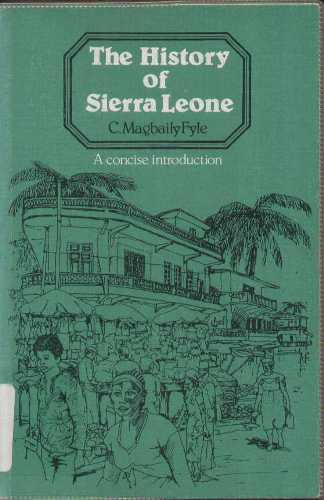 The History
of
Sierra Leone
C. Magbaily Fyle
A concise introduction